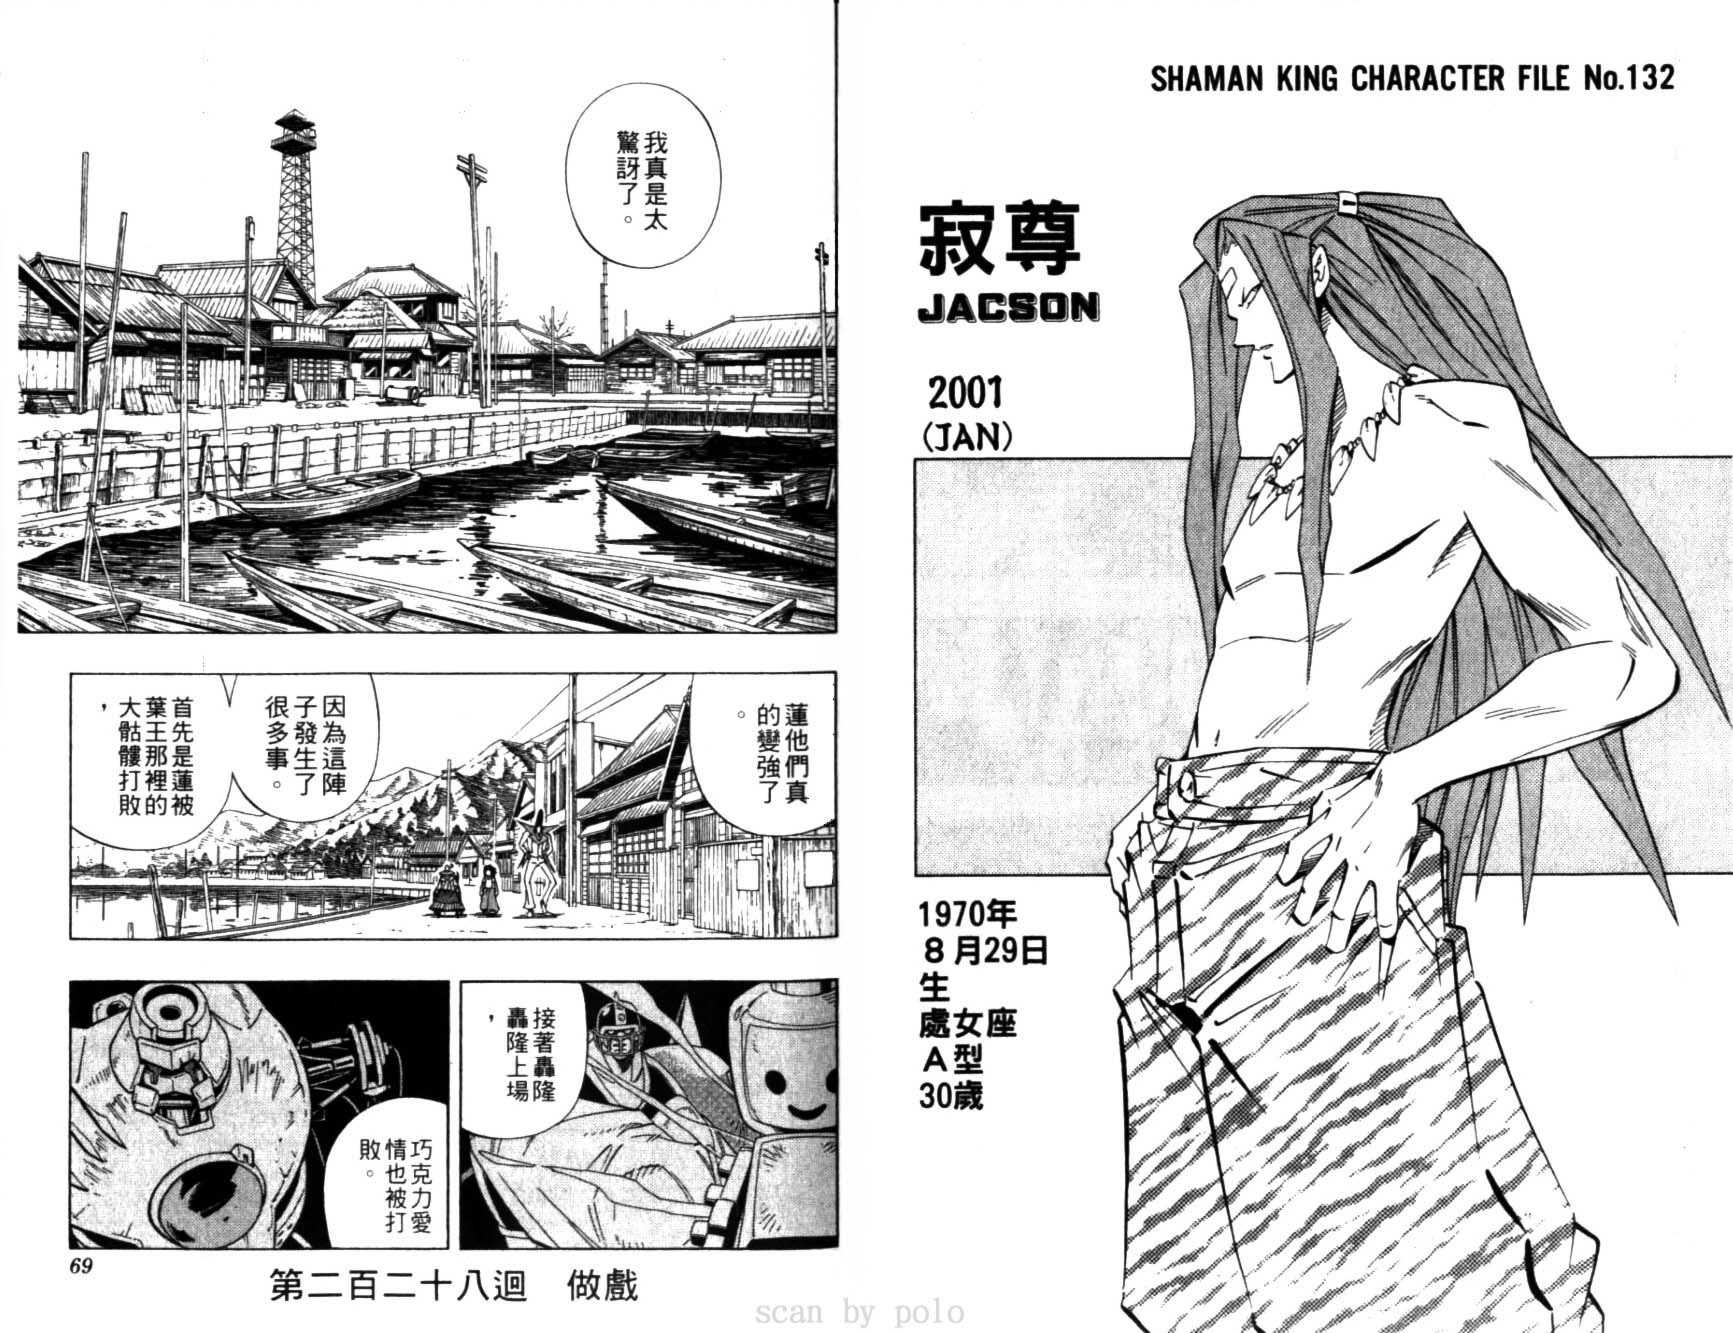 SHAMAN KING CHARACTER FILE No.132
寂尊
JACSON
2001
(JAN)
1970年
8月29日
生
處女座
A型
30歲
我真是太
驚訝了。
蓮他們真
的變強了
。
因為這陣
子發生了
很多事。
首先是蓮被
葉王那裡的
大骷髏打敗
，
接著轟隆
轟隆上場
，
巧克力愛
情也被打
敗。
69
第二百二十八迴 做戲
scan by polo